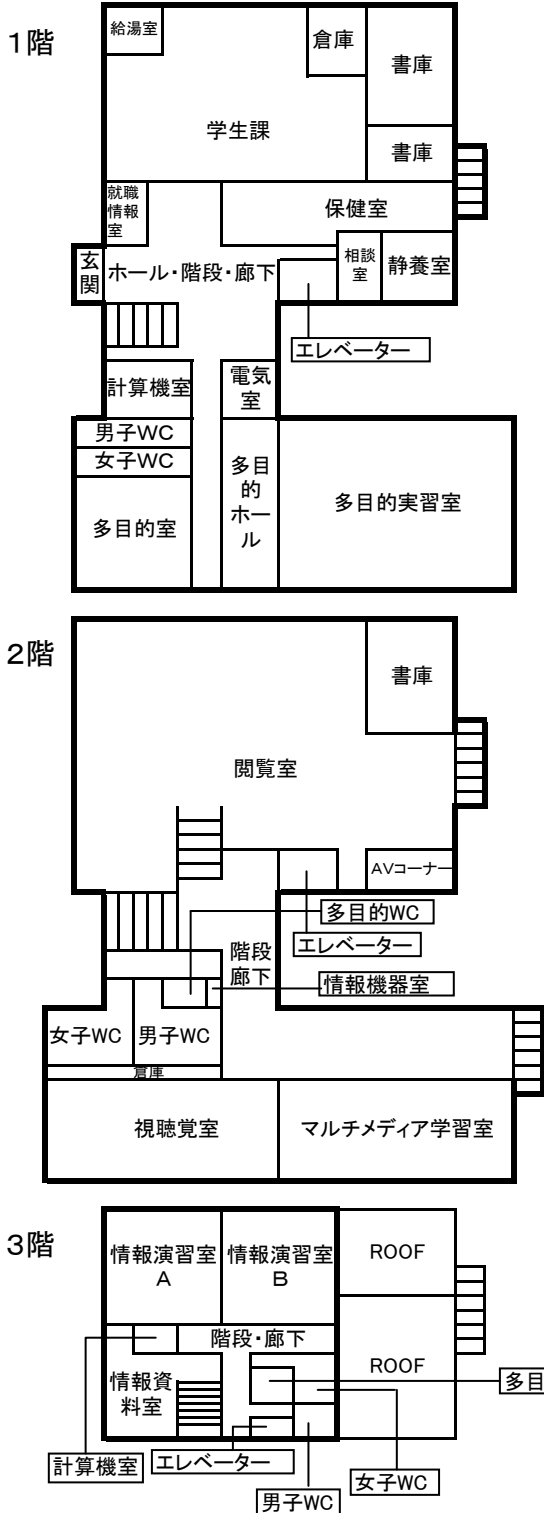 1階
給湯室
倉庫
書庫
学生課
書庫
就職
情報
室
保健室
玄
関
ホール・階段・廊下
相談
室
静養室
エレベーター
計算機室
電気
室
男子WC
女子WC
多目的室
多目
的
ホー
ル
多目的実習室
2階
書庫
閲覧室
AVコーナー
多目的WC
エレベーター
階段
廊下
情報機器室
女子WC
男子WC
倉庫
視聴覚室
マルチメディア学習室
3階
情報演習室
A
情報演習室
B
ROOF
階段・廊下
ROOF
情報資
料室
多目
計算機室
エレベーター
女子WC
男子WC